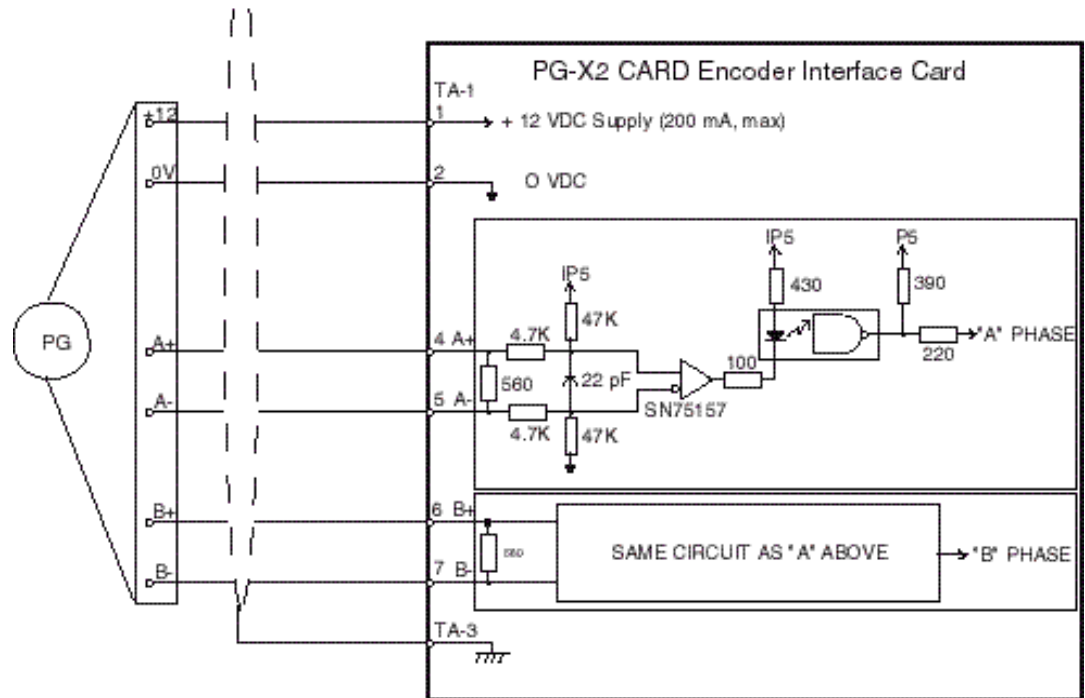 PG-X2 CARD Encoder Interface Card
TA-1
+12
1
+ 12 VDC Supply (200 mA, max)
0V
2
O VDC
IP5
P5
IP5
430
390
47K
PG
A+
4 A+
4.7K
"A" PHASE
100
220
560
22 pF
A-
5 A-
SN75157
4.7K
47K
B+
6 B+
SAME CIRCUIT AS "A" ABOVE
"B" PHASE
B-
7 B-
TA-3